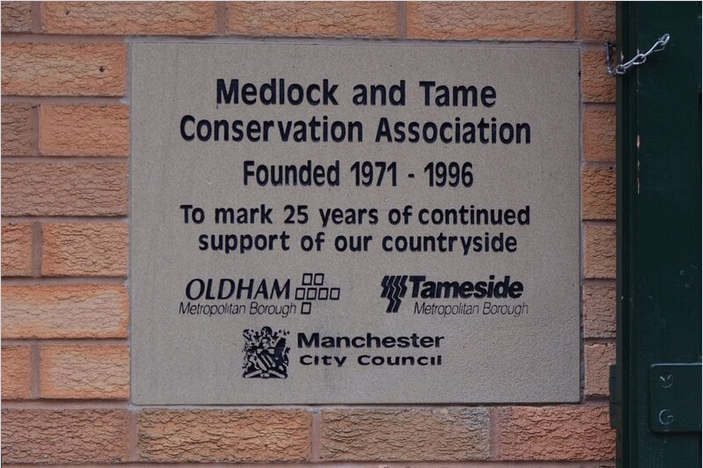 Medlock and Tame
Conservation Association
Founded 1971 - 1996
To mark 25 years of continued
support of our countryside
OLDHAM
Metropolitan Borough
Tameside
Metropolitan Borough
Manchester
City Council